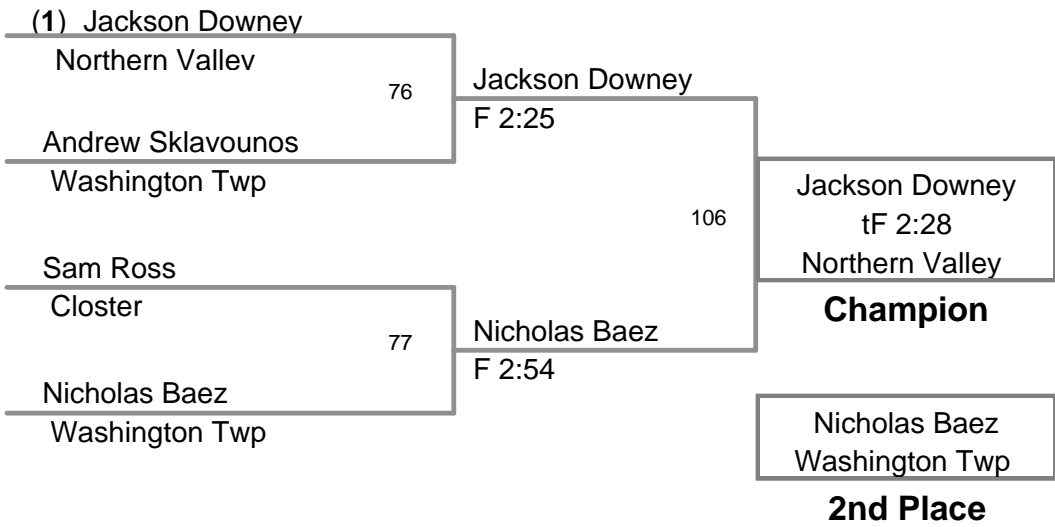 (1) Jackson Downey
Northern Vallev
76
Jackson Downey
F 2:25
Andrew Sklavounos
Washington Twp
106
Jackson Downey
tF 2:28
Northern Valley
Champion
Sam Ross
Closter
77
Nicholas Baez
F 2:54
Nicholas Baez
Washington Twp
Nicholas Baez
Washington Twp
2nd Place